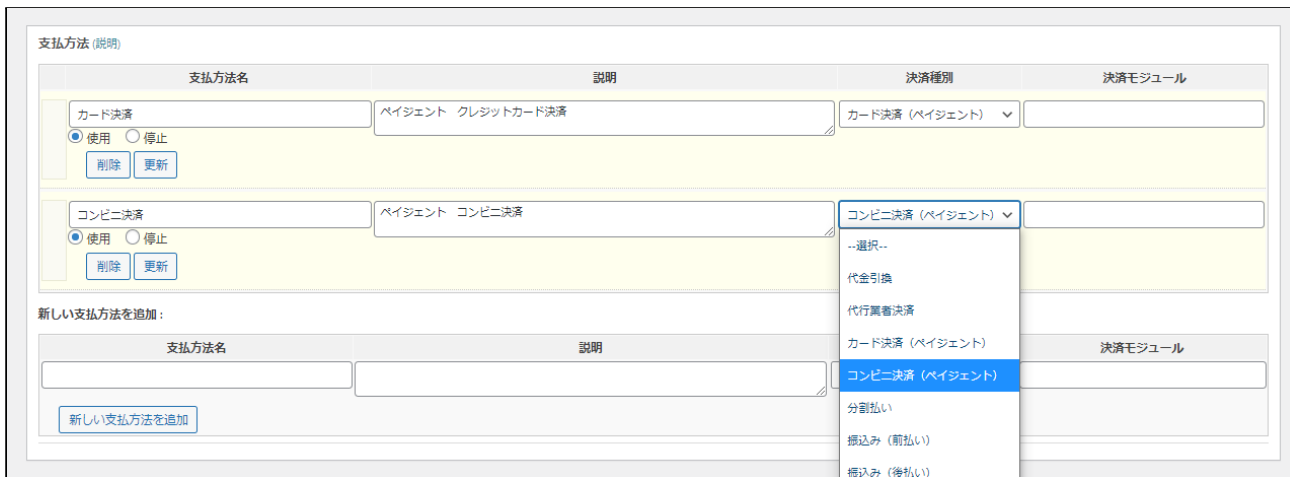 支払方法 (説明)
支払方法名 説明 決済種別 決済モジュール
カード決済 ペイジェント クレジットカード決済 カード決済（ペイジェント）
使用 停止
削除 更新
コンビニ決済 ペイジェント コンビニ決済 コンビニ決済（ペイジェント）
使用 停止
削除 更新
--選択--
代金引換
代行業者決済
カード決済（ペイジェント）
コンビニ決済（ペイジェント）
分割払い
振込み（前払い）
振込み（後払い）
新しい支払方法を追加 :
支払方法名 説明 決済モジュール
新しい支払方法を追加